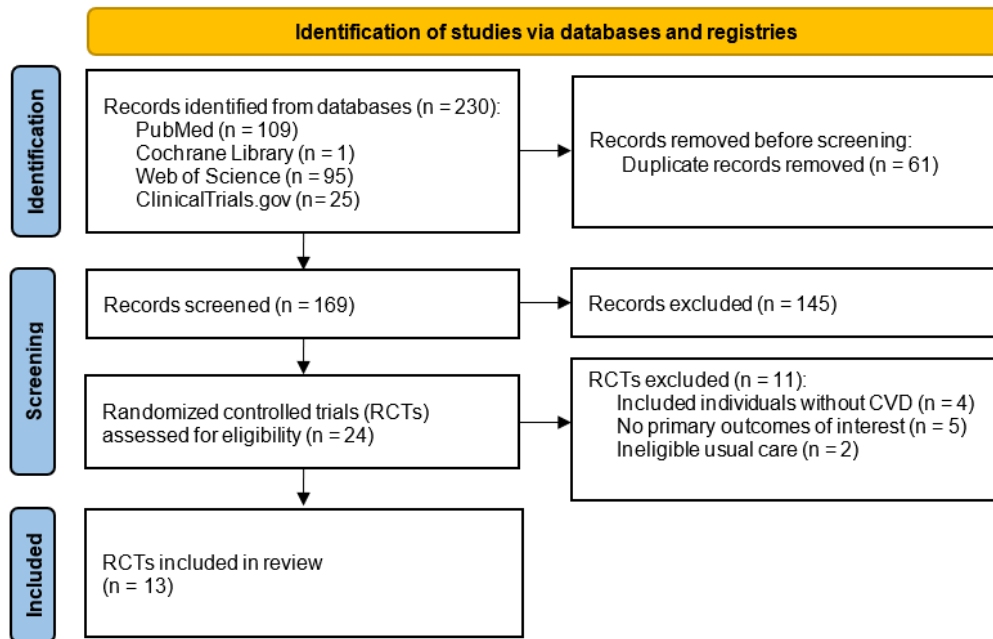 Identification of studies via databases and registries
Identification
Records identified from databases (n = 230):
PubMed (n = 109)
Cochrane Library (n = 1)
Web of Science (n = 95)
ClinicalTrials.gov (n = 25)
Records removed before screening:
Duplicate records removed (n = 61)
Screening
Records screened (n = 169)
Records excluded (n = 145)
Randomized controlled trials (RCTs)
assessed for eligibility (n = 24)
RCTs excluded (n = 11):
Included individuals without CVD (n = 4)
No primary outcomes of interest (n = 5)
Ineligible usual care (n = 2)
Included
RCTs included in review
(n = 13)